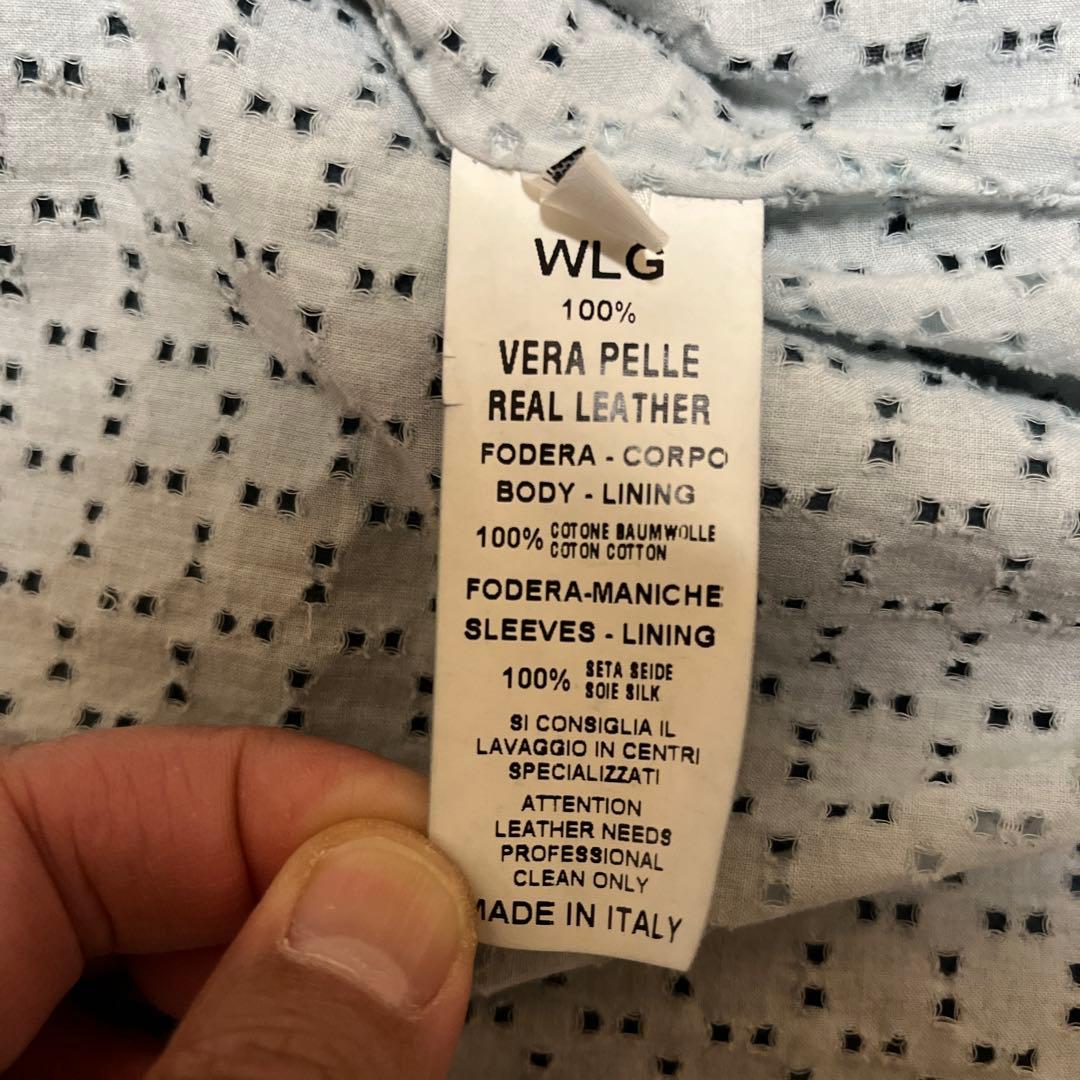 WLG
100%
VERA PELLE
REAL LEATHER
FODERA - CORPO
BODY - LINING
100% COTONE BAUMWOLLE
COTON COTTON
FODERA-MANICHE
SLEEVES - LINING
100% SETA SEIDE
SOIE SILK
SI CONSIGLIA IL
LAVAGGIO IN CENTRI
SPECIALIZZATI
ATTENTION
LEATHER NEEDS
PROFESSIONAL
CLEAN ONLY
MADE IN ITALY